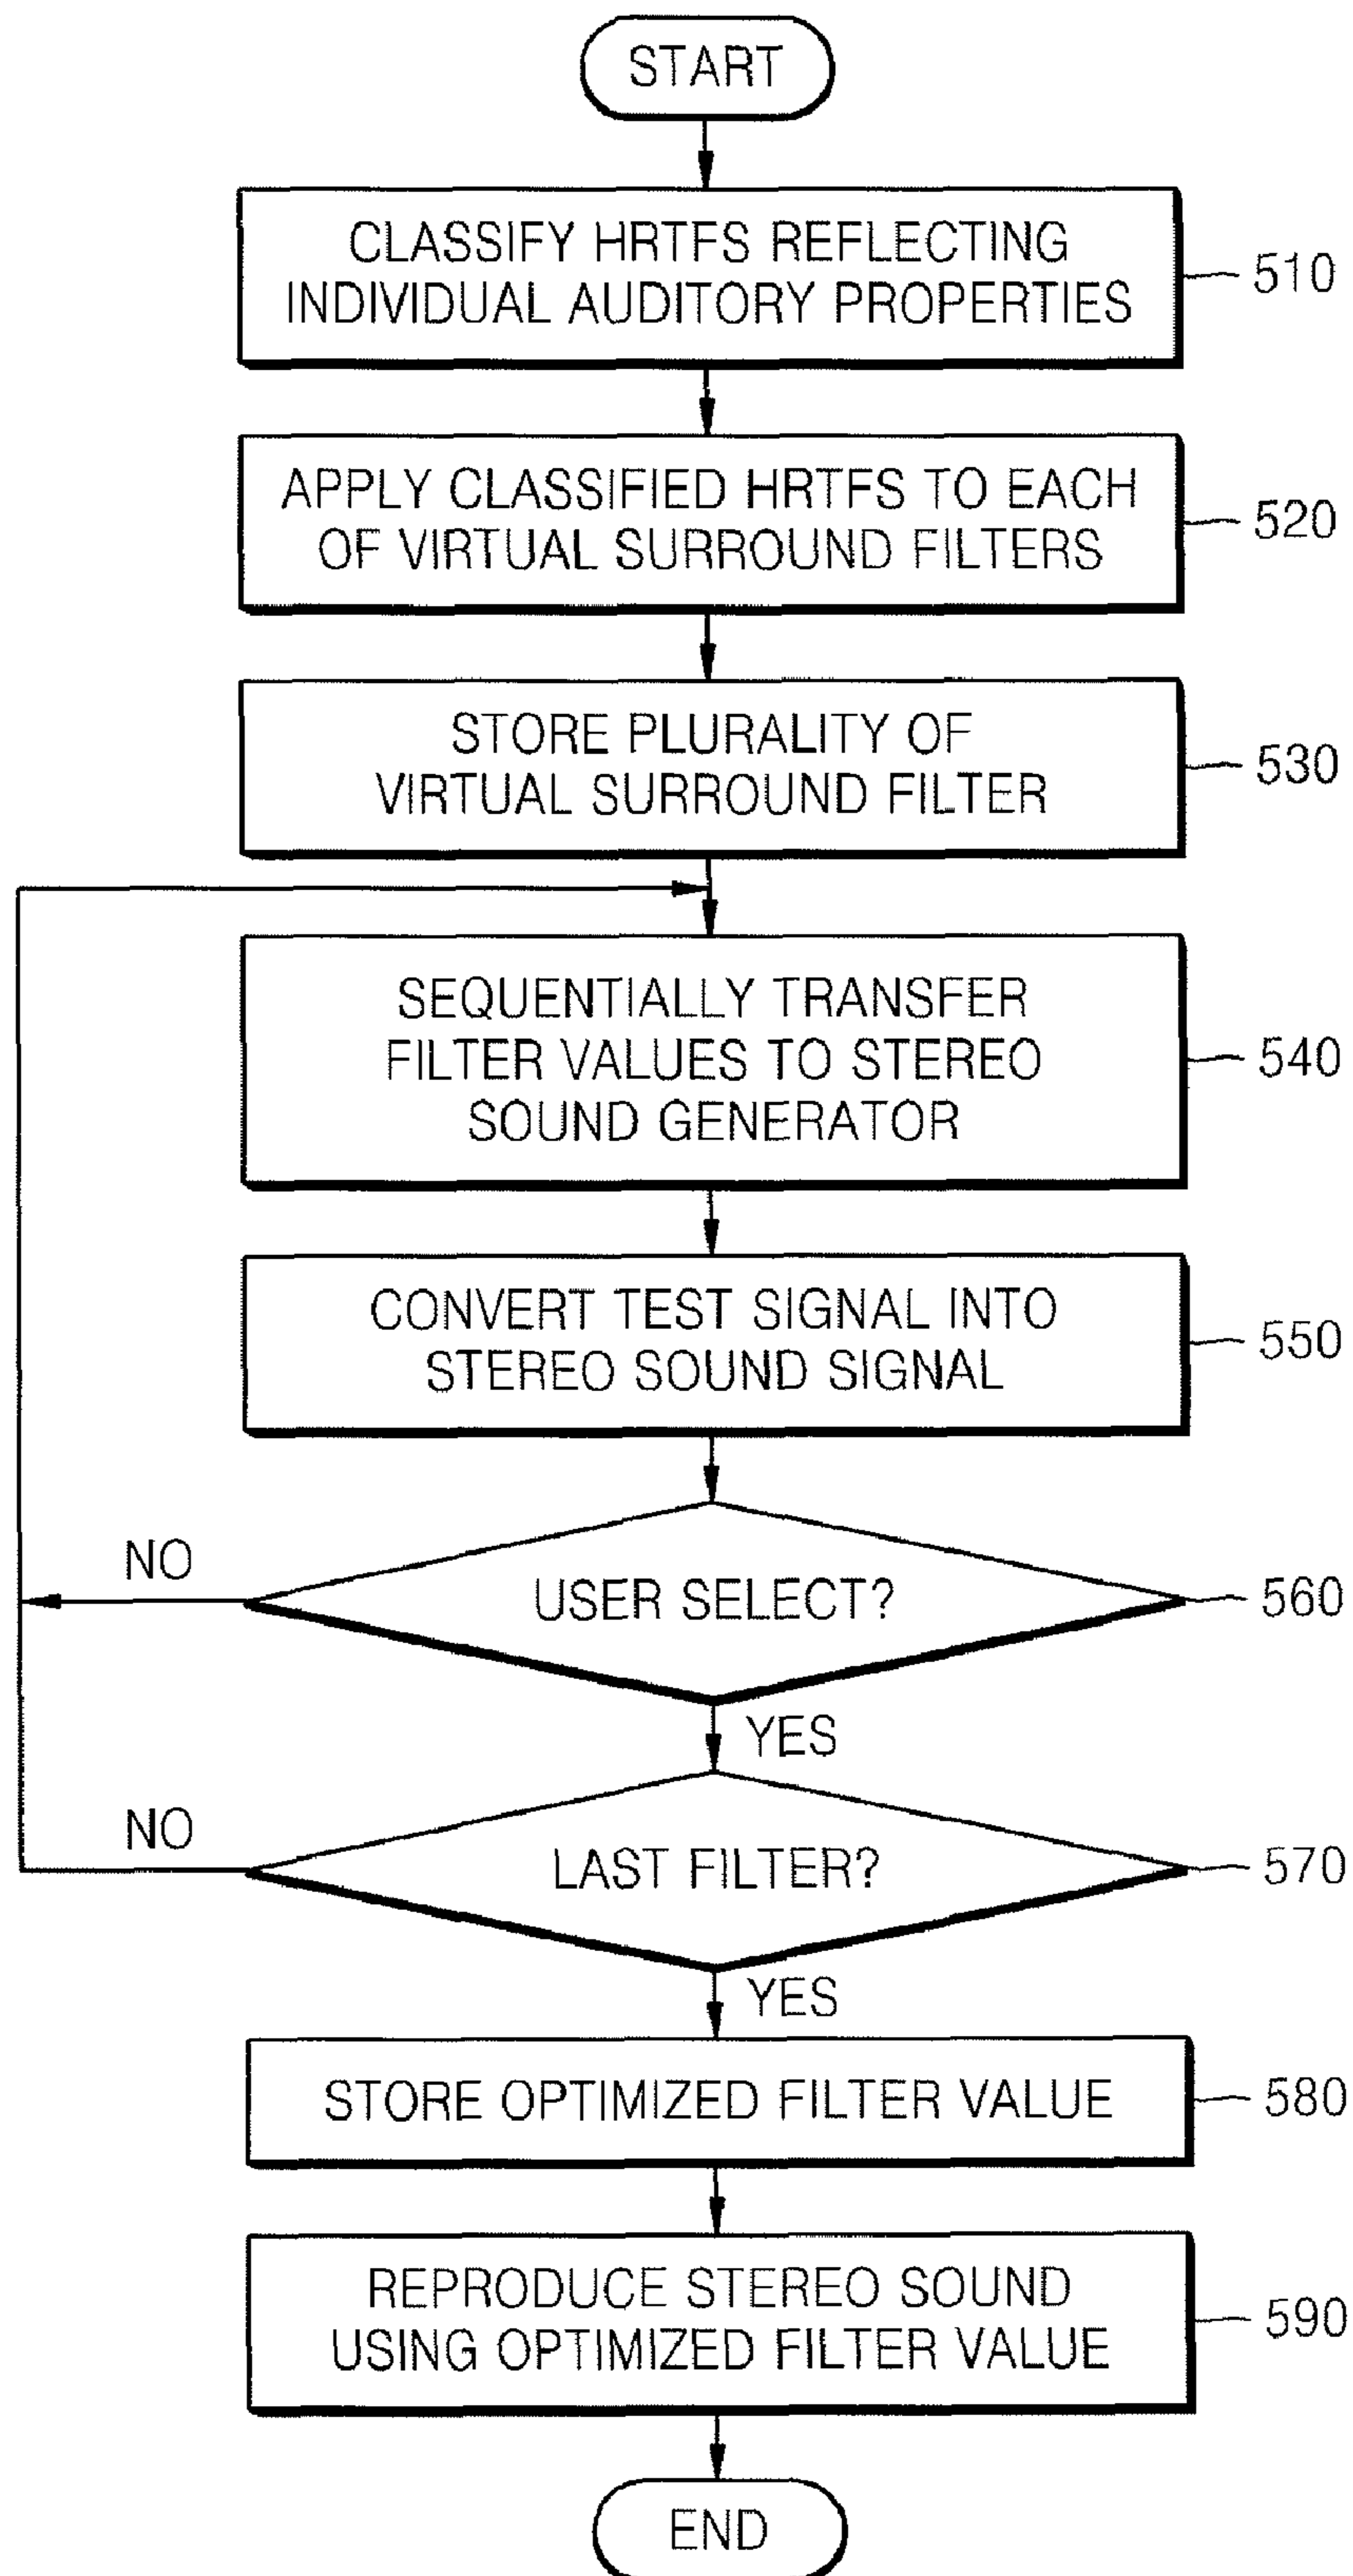 START
CLASSIFY HRTFS REFLECTING
INDIVIDUAL AUDITORY PROPERTIES
510
APPLY CLASSIFIED HRTFS TO EACH
OF VIRTUAL SURROUND FILTERS
520
STORE PLURALITY OF
VIRTUAL SURROUND FILTER
530
SEQUENTIALLY TRANSFER
FILTER VALUES TO STEREO
SOUND GENERATOR
540
CONVERT TEST SIGNAL INTO
STEREO SOUND SIGNAL
550
NO
USER SELECT?
560
YES
NO
LAST FILTER?
570
YES
STORE OPTIMIZED FILTER VALUE
580
REPRODUCE STEREO SOUND
USING OPTIMIZED FILTER VALUE
590
END